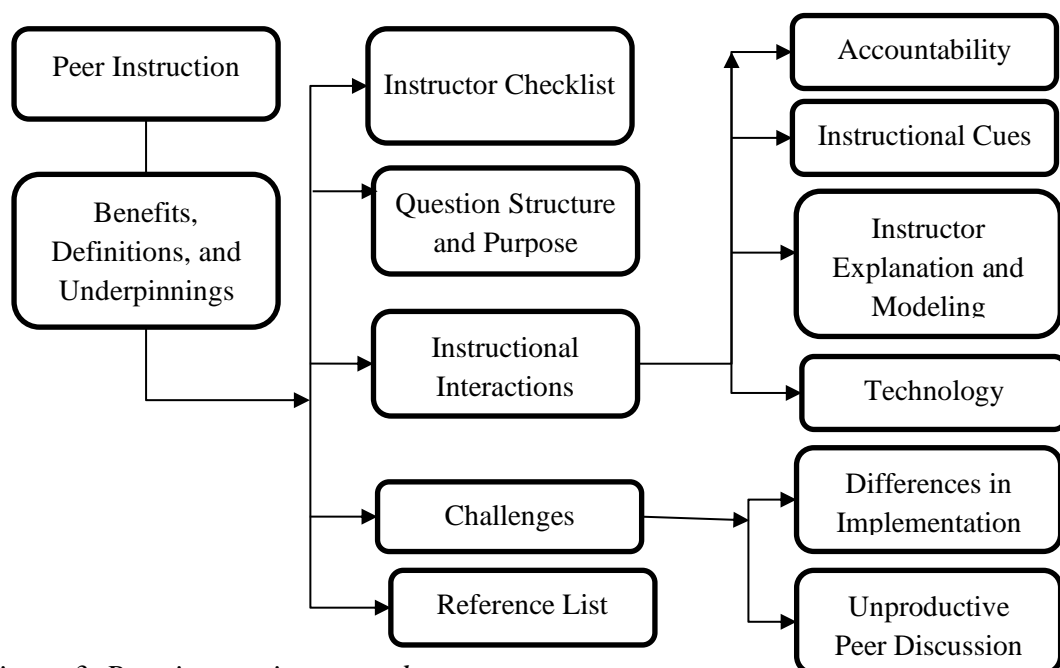 Peer Instruction
Benefits,
Definitions, and
Underpinnings
Instructor Checklist
Question Structure
and Purpose
Instructional
Interactions
Challenges
Reference List
Accountability
Instructional Cues
Instructor
Explanation and
Modeling
Technology
Differences in
Implementation
Unproductive
Peer Discussion